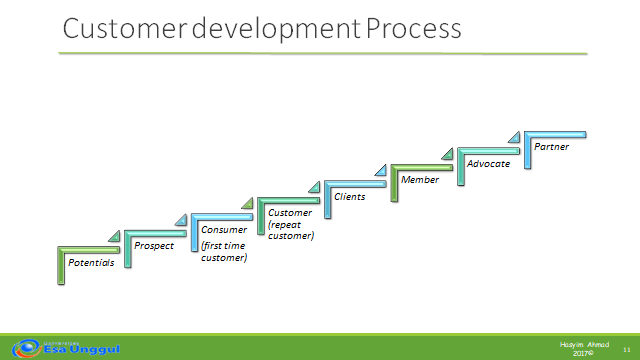 Customer development Process
Potentials
Prospect
Consumer
(first time
customer)
Customer
(repeat
customer)
Clients
Member
Advocate
Partner
Esa Unggul
Hasyim Ahmad
2017©
11